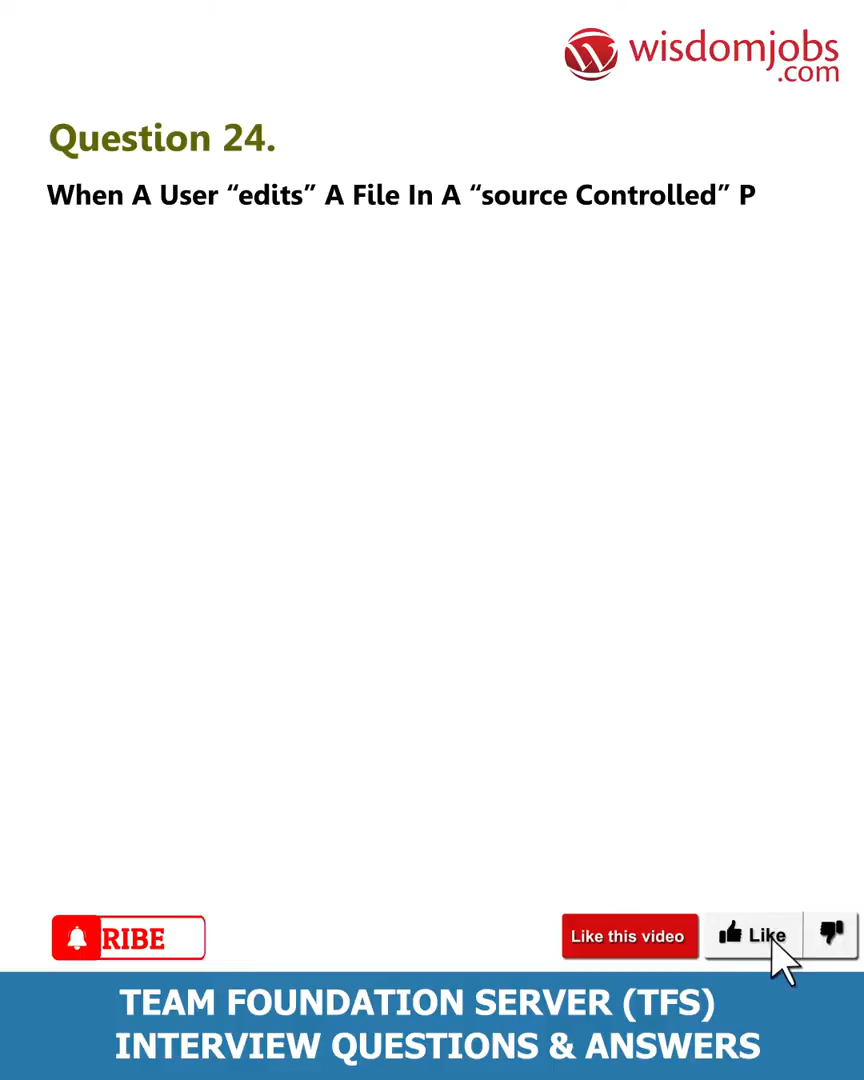 wisdomjobs
.com
Question 24.
When A User “edits” A File In A “source Controlled” P
RIBE
Like this video
Like
TEAM FOUNDATION SERVER (TFS)
INTERVIEW QUESTIONS & ANSWERS